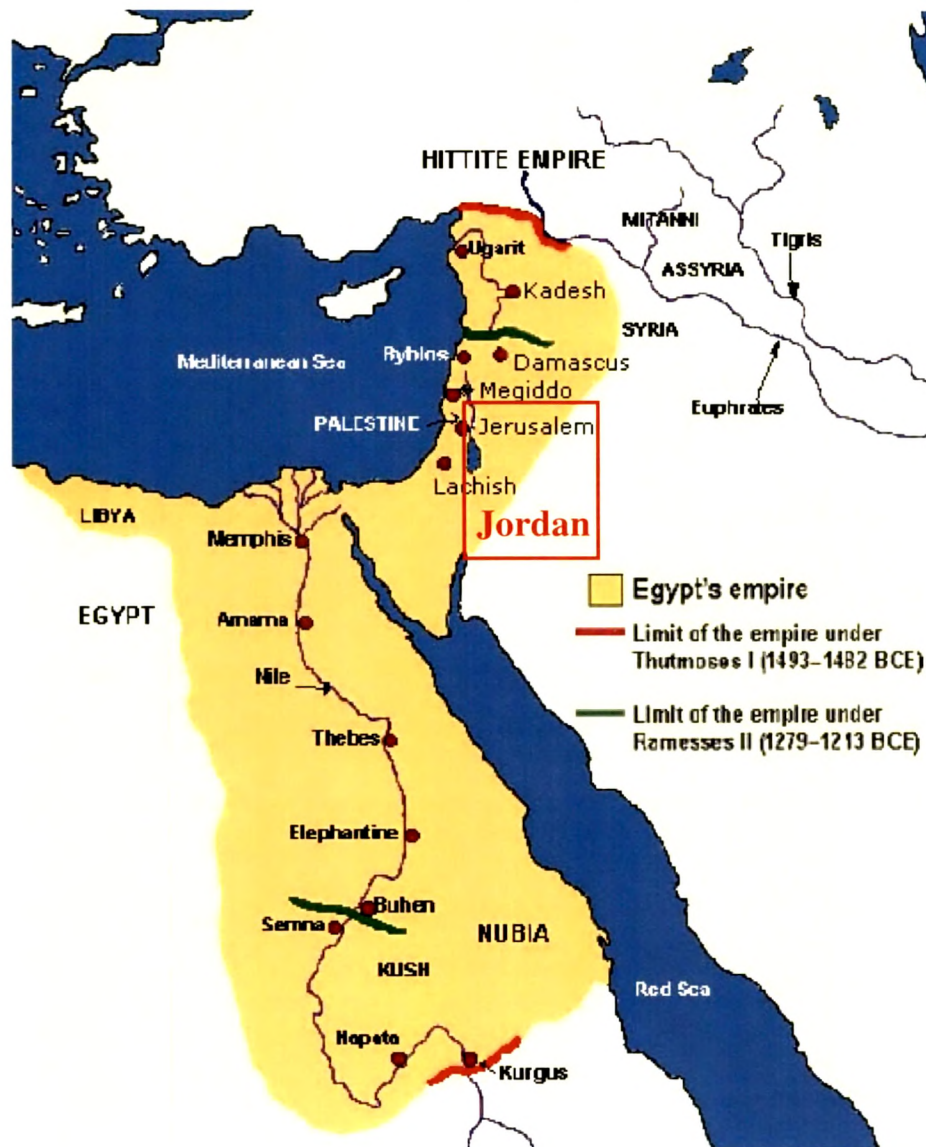 HITTITE EMPIRE
MITANNI
Tigris
Ugarit
ASSYRIA
Kadesh
SYRIA
Mediterranean Sea
Byblos
Damascus
Megiddo
Euphrates
PALESTINE
Jerusalem
Lachish
LIBYA
Jordan
Memphis
EGYPT
Amarna
Nile
Thebes
Elephantine
Buhen
Semna
NUBIA
KUSH
Red Sea
Napata
Kurgus
Egypt's empire
Limit of the empire under
Thutmoses I (1493–1482 BCE)
Limit of the empire under
Ramesses II (1279–1213 BCE)